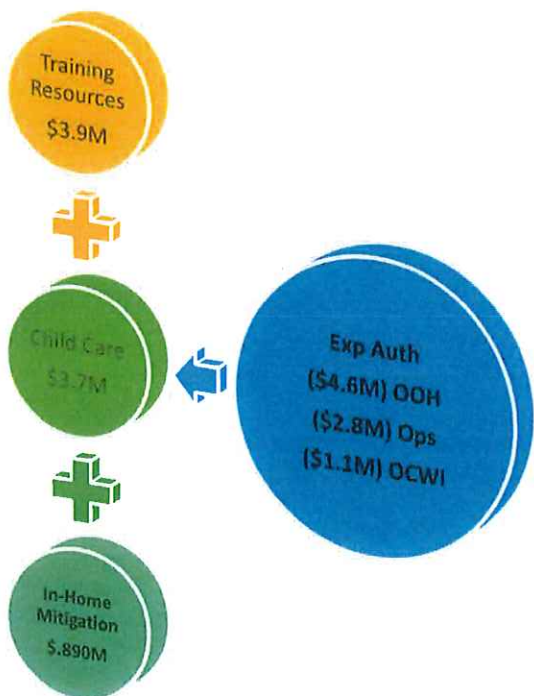 Training
Resources
$3.9M
Child Care
$3.7M
Exp Auth
($4.6M) OOH
($2.8M) Ops
($1.1M) OCWI
In-Home
Mitigation
$.890M